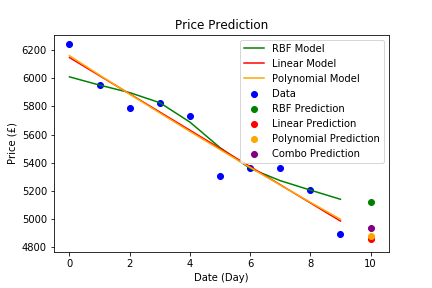 Price Prediction
RBF Model
Linear Model
Polynomial Model
Data
RBF Prediction
Linear Prediction
Polynomial Prediction
Combo Prediction
Price (£)
6200
6000
5800
5600
5400
5200
5000
4800
0
2
4
6
8
10
Date (Day)